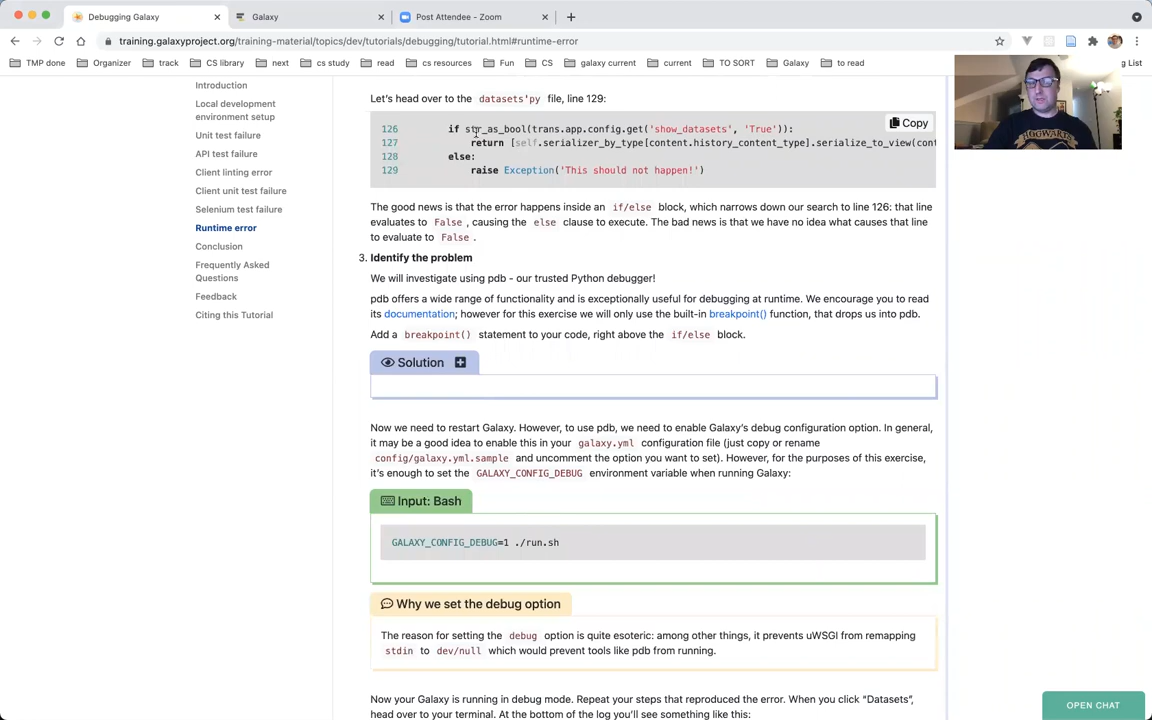 Debugging Galaxy
Galaxy
Post Attendee - Zoom
training.galaxyproject.org/training-material/topics/dev/tutorials/debugging/tutorial.html#runtime-error
TMP done Organizer track CS library next cs study read cs resources Fun CS galaxy current current TO SORT Galaxy to read
g List
Introduction
Local development
environment setup
Unit test failure
API test failure
Client linting error
Client unit test failure
Selenium test failure
Runtime error
Conclusion
Frequently Asked
Questions
Feedback
Citing this Tutorial
Let's head over to the datasets'py file, line 129:
Copy
126 if str_as_bool(trans.app.config.get('show_datasets', 'True')):
127 return [self.serializer_by_type[content.history_content_type].serialize_to_view(cont
128 else:
129 raise Exception('This should not happen!')
The good news is that the error happens inside an if/else block, which narrows down our search to line 126: that line
evaluates to False , causing the else clause to execute. The bad news is that we have no idea what causes that line
to evaluate to False .
3. Identify the problem
We will investigate using pdb - our trusted Python debugger!
pdb offers a wide range of functionality and is exceptionally useful for debugging at runtime. We encourage you to read
its documentation; however for this exercise we will only use the built-in breakpoint() function, that drops us into pdb.
Add a breakpoint() statement to your code, right above the if/else block.
Solution
Now we need to restart Galaxy. However, to use pdb, we need to enable Galaxy's debug configuration option. In general,
it may be a good idea to enable this in your galaxy.yml configuration file (just copy or rename
config/galaxy.yml.sample and uncomment the option you want to set). However, for the purposes of this exercise,
it's enough to set the GALAXY_CONFIG_DEBUG environment variable when running Galaxy:
Input: Bash
GALAXY_CONFIG_DEBUG=1 ./run.sh
Why we set the debug option
The reason for setting the debug option is quite esoteric: among other things, it prevents uWSGI from remapping
stdin to dev/null which would prevent tools like pdb from running.
Now your Galaxy is running in debug mode. Repeat your steps that reproduced the error. When you click "Datasets",
head over to your terminal. At the bottom of the log you'll see something like this:
OPEN CHAT
HOGWARTS